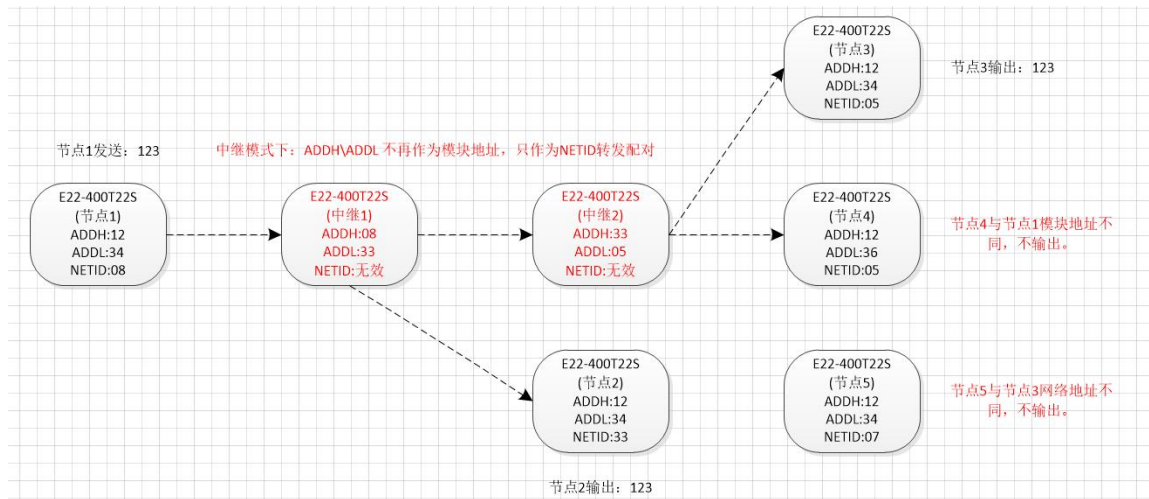 E22-400T22S
(节点3)
ADDH:12
ADDL:34
NETID:05
节点3输出：123
节点1发送：123
中继模式下：ADDH\ADDL 不再作为模块地址，只作为NETID转发配对
E22-400T22S
(节点1)
ADDH:12
ADDL:34
NETID:08
E22-400T22S
(中继1)
ADDH:08
ADDL:33
NETID:无效
E22-400T22S
(中继2)
ADDH:33
ADDL:05
NETID:无效
E22-400T22S
(节点4)
ADDH:12
ADDL:36
NETID:05
节点4与节点1模块地址不
同，不输出。
E22-400T22S
(节点2)
ADDH:12
ADDL:34
NETID:33
E22-400T22S
(节点5)
ADDH:12
ADDL:34
NETID:07
节点5与节点3网络地址不
同，不输出。
节点2输出：123